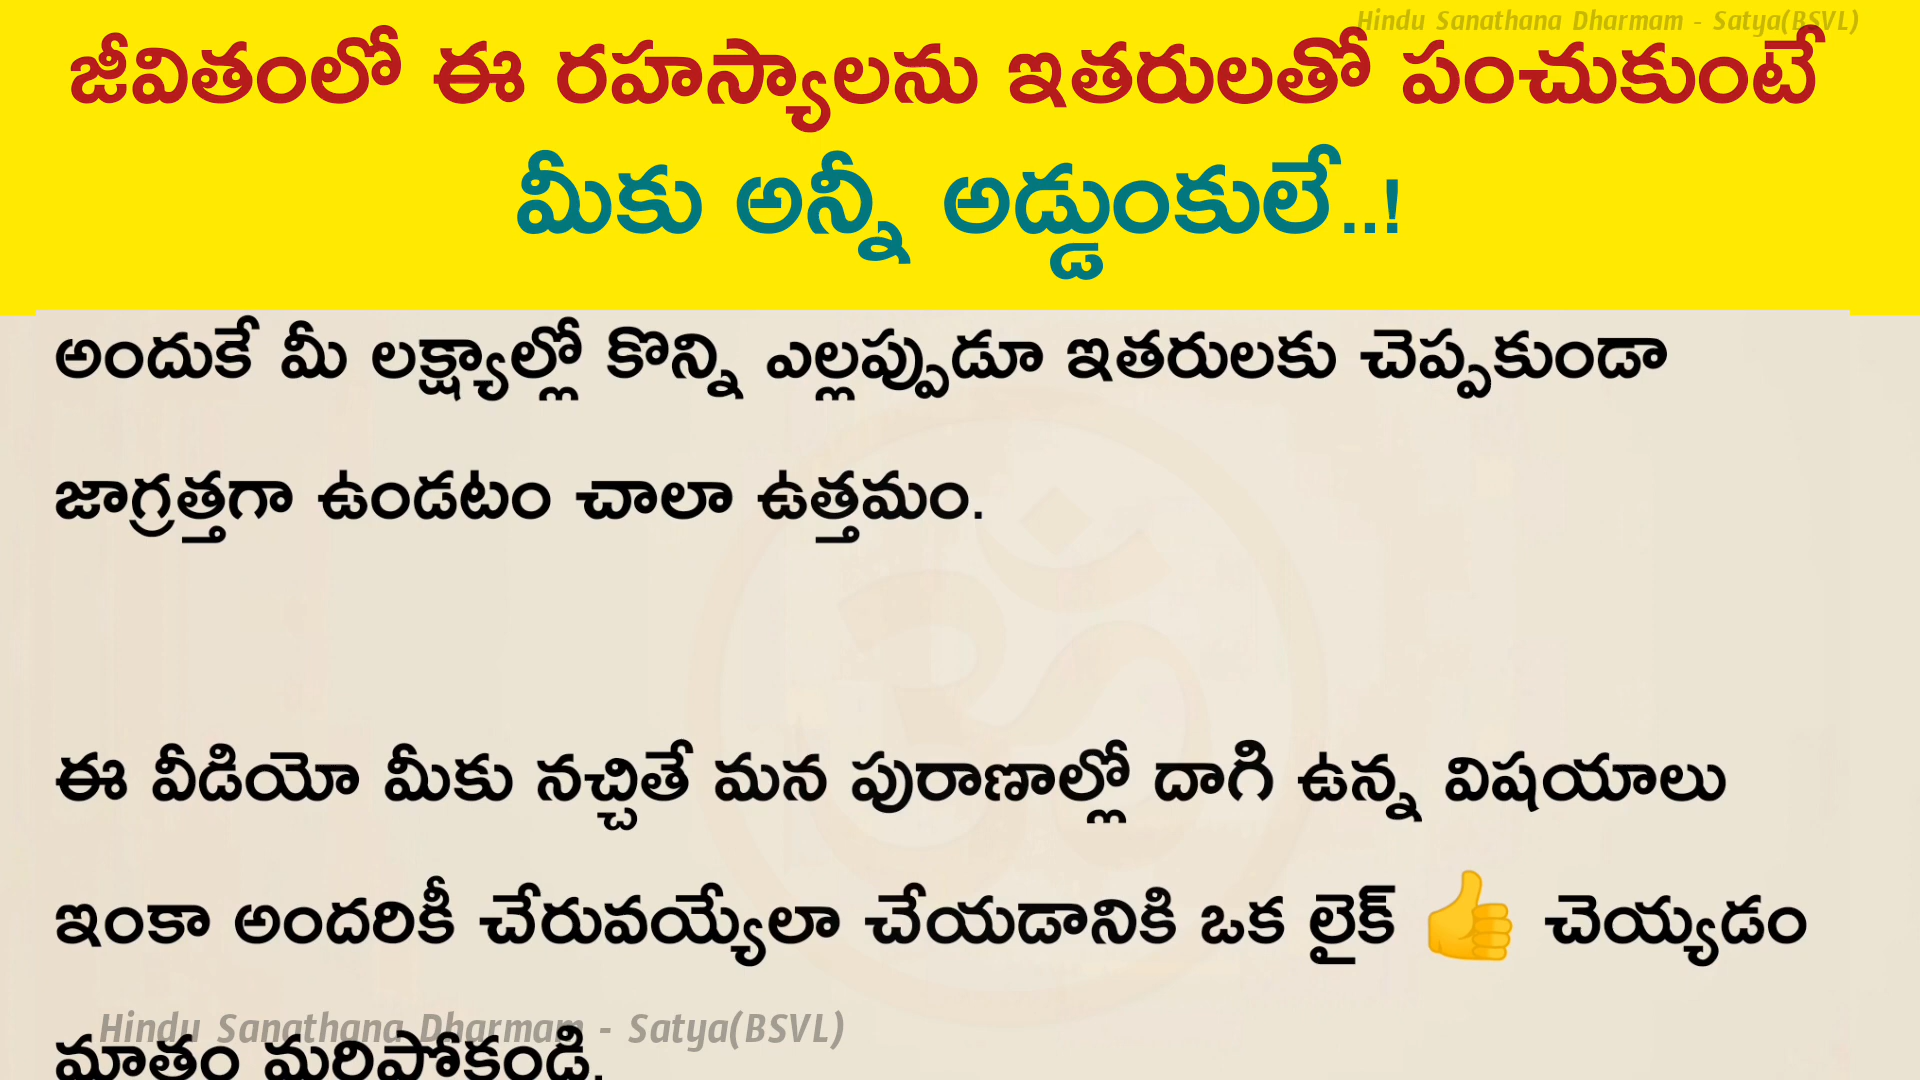 Hindu Sanathana Dharmam - Satya(BSVL)
జీవితంలో ఈ రహస్యాలను ఇతరులతో పంచుకుంటే
మీకు అన్నీ అడ్డుంకులే..!
అందుకే మీ లక్ష్యాల్లో కొన్ని ఎల్లప్పుడూ ఇతరులకు చెప్పకుండా
జాగ్రత్తగా ఉండటం చాలా ఉత్తమం.
ఈ వీడియో మీకు నచ్చితే మన పురాణాల్లో దాగి ఉన్న విషయాలు
ఇంకా అందరికీ చేరువయ్యేలా చేయడానికి ఒక లైక్ 👍 చెయ్యడం
Hindu Sanathana Dharmam - Satya(BSVL)
మాత్రం మరిపోకండి.